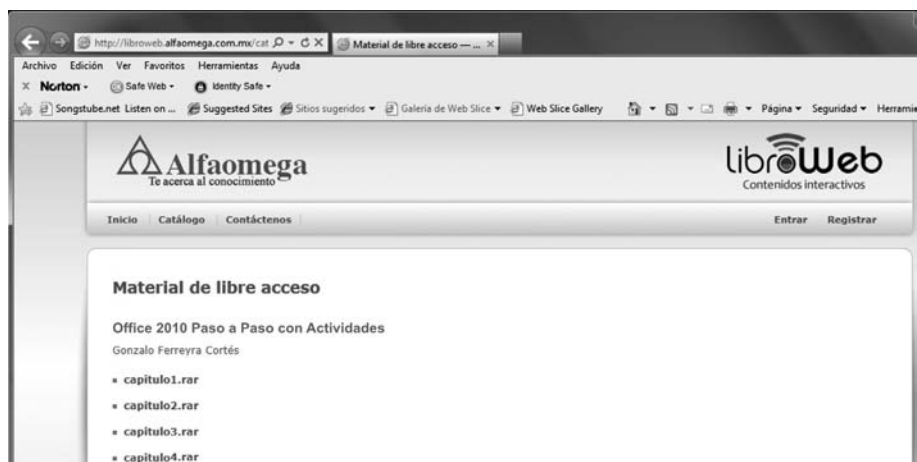 http://libroweb.alfaomega.com.mx/cat
Material de libre acceso — ...
Archivo Edición Ver Favoritos Herramientas Ayuda
Norton Safe Web Identity Safe
Songstube.net Listen on ... Suggested Sites Sitios sugeridos Galería de Web Slice Web Slice Gallery Página Seguridad Herramie
Alfaomega
Te acerca al conocimiento
libroWeb
Contenidos interactivos
Inicio Catálogo Contáctenos Entrar Registrar
Material de libre acceso
Office 2010 Paso a Paso con Actividades
Gonzalo Ferreyra Cortés
capitulo1.rar
capitulo2.rar
capitulo3.rar
capitulo4.rar